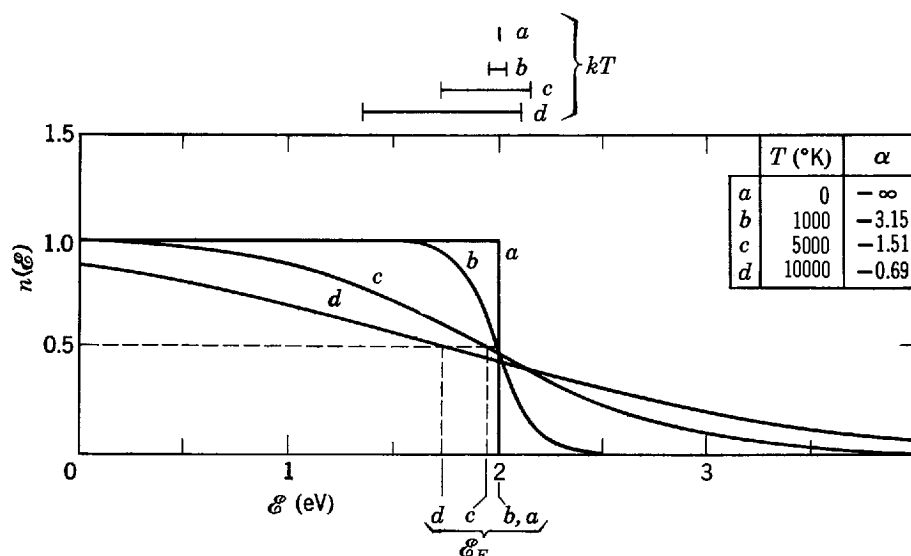 a
b
c
d
kT
1.5
1.0
0.5
n(ℰ)
b
a
c
d
T (°K) α
a 0 −∞
b 1000 −3.15
c 5000 −1.51
d 10000 −0.69
0 1 2 3
ℰ (eV)
d c b, a
ℰF